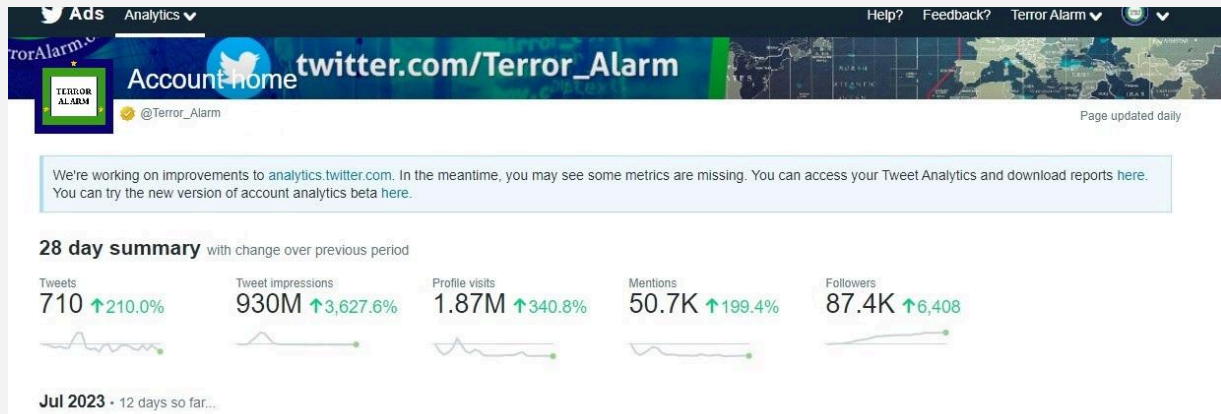 Ads Analytics Help? Feedback? Terror Alarm
rorAlarm.
twitter.com/Terror_Alarm
TERROR
ALARM
Account home
@Terror_Alarm Page updated daily
We're working on improvements to analytics.twitter.com. In the meantime, you may see some metrics are missing. You can access your Tweet Analytics and download reports here.
You can try the new version of account analytics beta here.
28 day summary with change over previous period
Tweets Tweet impressions Profile visits Mentions Followers
710 ↑210.0% 930M ↑3,627.6% 1.87M ↑340.8% 50.7K ↑199.4% 87.4K ↑6,408
Jul 2023 • 12 days so far...